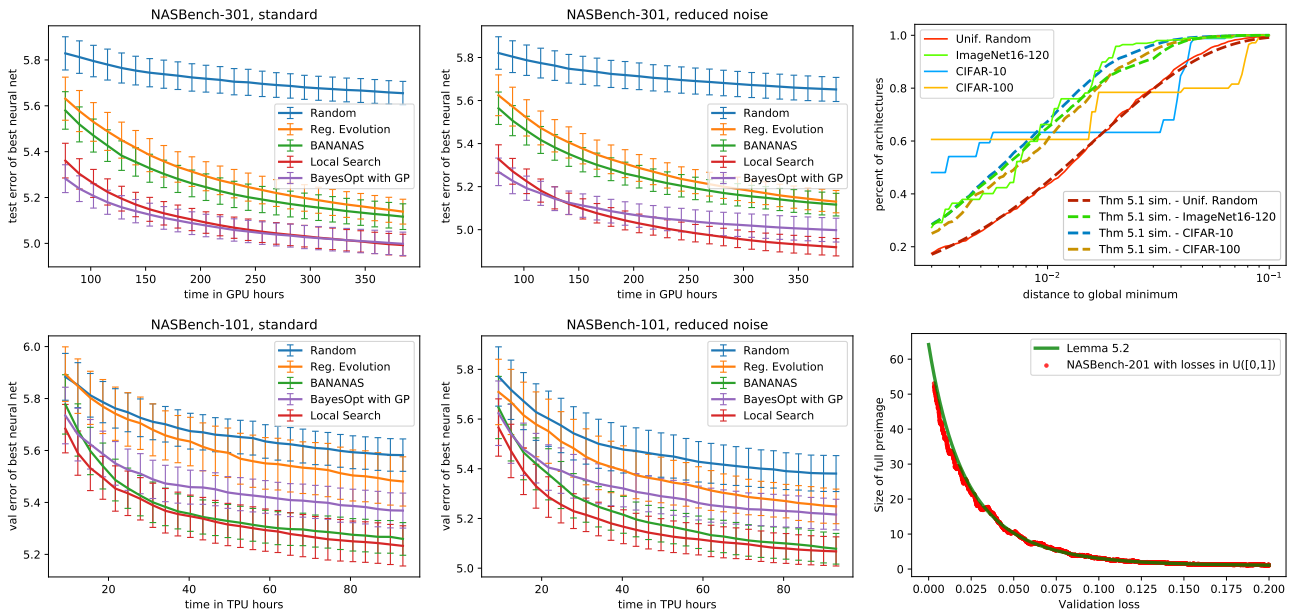 NASBench-301, standard
test error of best neural net
5.8
5.6
5.4
5.2
5.0
Random
Reg. Evolution
BANANAS
Local Search
BayesOpt with GP
100
150
200
250
300
350
time in GPU hours
NASBench-301, reduced noise
test error of best neural net
5.8
5.6
5.4
5.2
5.0
Random
Reg. Evolution
BANANAS
Local Search
BayesOpt with GP
100
150
200
250
300
350
time in GPU hours
percent of architectures
1.0
0.8
0.6
0.4
0.2
Unif. Random
ImageNet16-120
CIFAR-10
CIFAR-100
Thm 5.1 sim. - Unif. Random
Thm 5.1 sim. - ImageNet16-120
Thm 5.1 sim. - CIFAR-10
Thm 5.1 sim. - CIFAR-100
10⁻²
10⁻¹
distance to global minimum
NASBench-101, standard
val error of best neural net
6.0
5.8
5.6
5.4
5.2
Random
Reg. Evolution
BANANAS
BayesOpt with GP
Local Search
20
40
60
80
time in TPU hours
NASBench-101, reduced noise
val error of best neural net
5.8
5.6
5.4
5.2
5.0
Random
Reg. Evolution
BANANAS
BayesOpt with GP
Local Search
20
40
60
80
time in TPU hours
Size of full preimage
60
50
40
30
20
10
0
Lemma 5.2
NASBench-201 with losses in U([0,1])
0.000
0.025
0.050
0.075
0.100
0.125
0.150
0.175
0.200
Validation loss